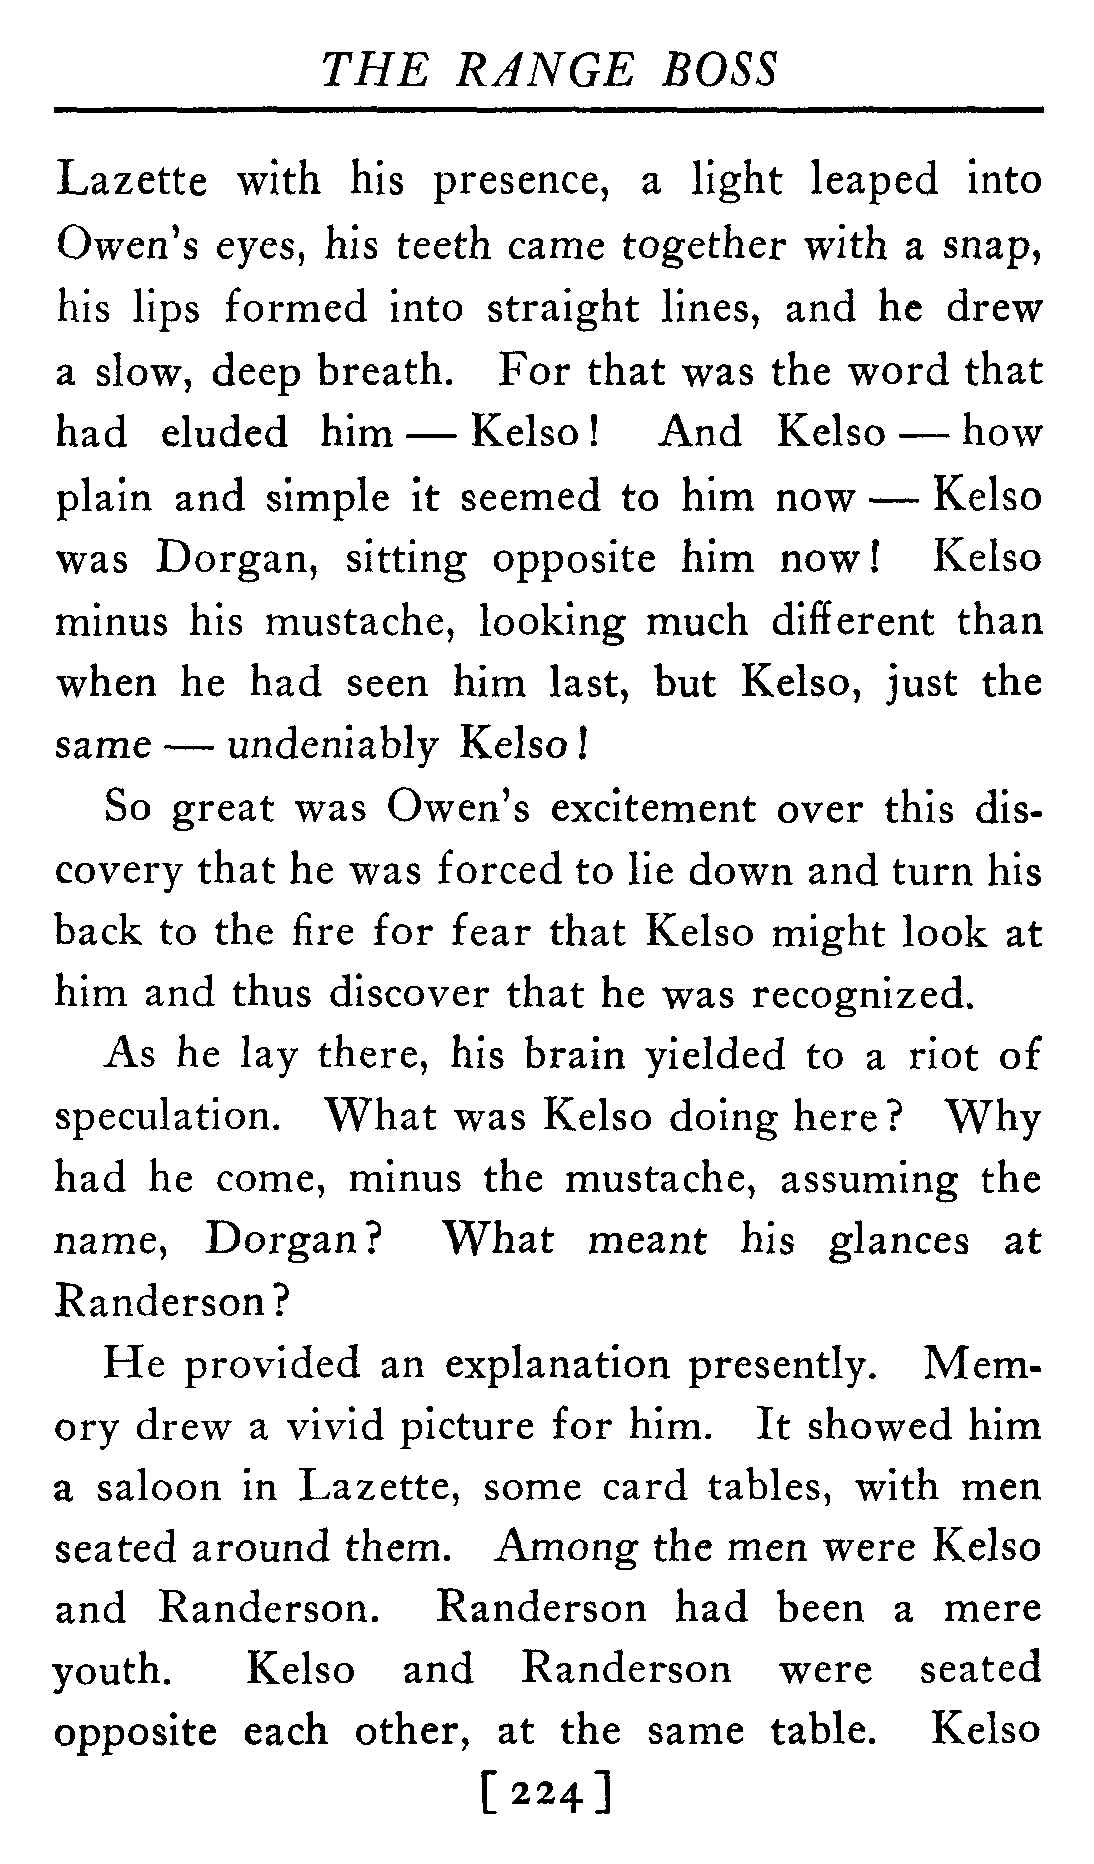 THE RANGE BOSS
Lazette with his presence, a light leaped into
Owen's eyes, his teeth came together with a snap,
his lips formed into straight lines, and he drew
a slow, deep breath. For that was the word that
had eluded him — Kelso! And Kelso — how
plain and simple it seemed to him now — Kelso
was Dorgan, sitting opposite him now! Kelso
minus his mustache, looking much different than
when he had seen him last, but Kelso, just the
same — undeniably Kelso!
So great was Owen's excitement over this dis-
covery that he was forced to lie down and turn his
back to the fire for fear that Kelso might look at
him and thus discover that he was recognized.
As he lay there, his brain yielded to a riot of
speculation. What was Kelso doing here? Why
had he come, minus the mustache, assuming the
name, Dorgan? What meant his glances at
Randerson?
He provided an explanation presently. Mem-
ory drew a vivid picture for him. It showed him
a saloon in Lazette, some card tables, with men
seated around them. Among the men were Kelso
and Randerson. Randerson had been a mere
youth. Kelso and Randerson were seated
opposite each other, at the same table. Kelso
[224]